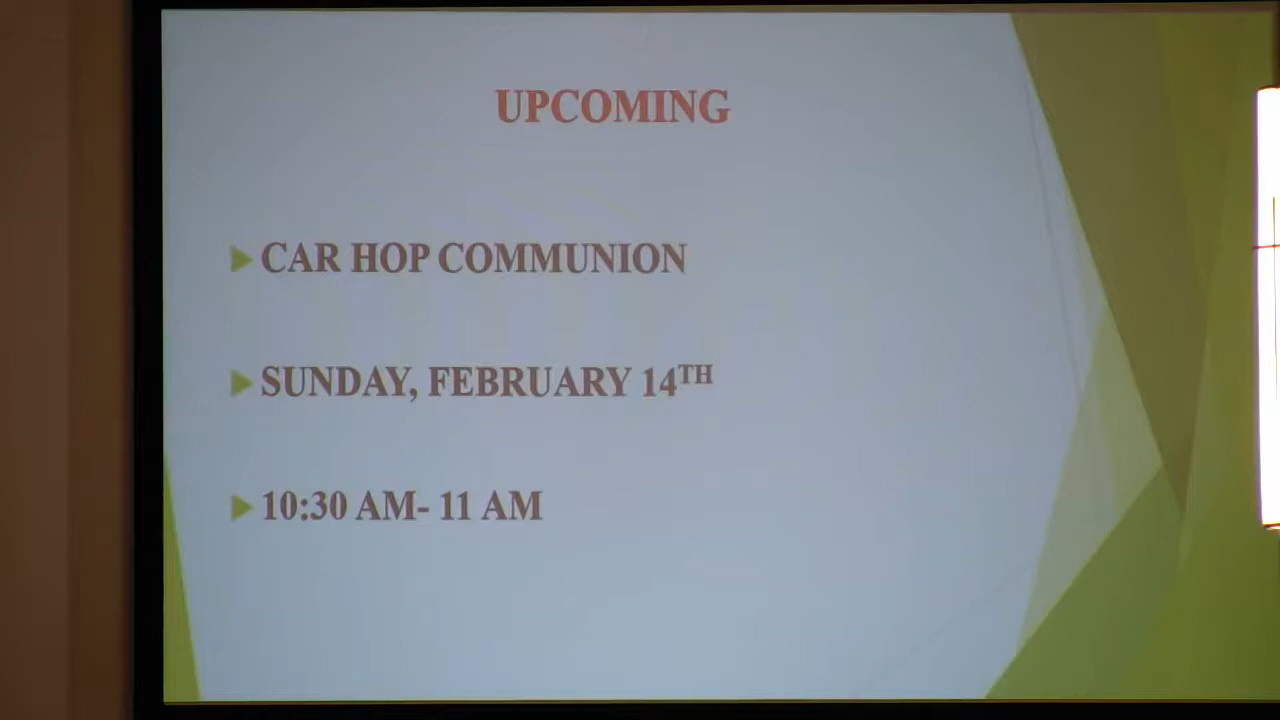 UPCOMING
CAR HOP COMMUNION
SUNDAY, FEBRUARY 14TH
10:30 AM- 11 AM